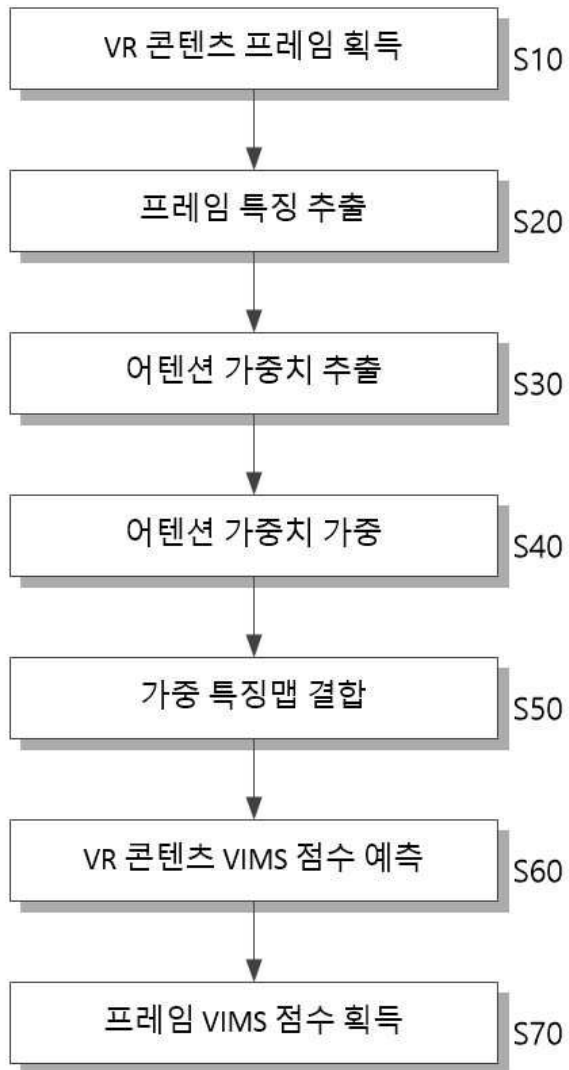 VR 콘텐츠 프레임 획득
S10
프레임 특징 추출
S20
어텐션 가중치 추출
S30
어텐션 가중치 가중
S40
가중 특징맵 결합
S50
VR 콘텐츠 VIMS 점수 예측
S60
프레임 VIMS 점수 획득
S70